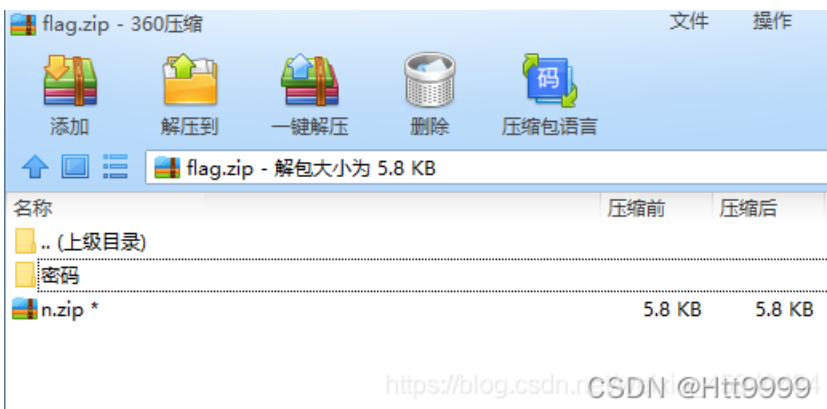 flag.zip - 360压缩 文件 操作
添加 解压到 一键解压 删除 码 压缩包语言
flag.zip - 解包大小为 5.8 KB
名称 压缩前 压缩后
.. (上级目录)
密码
n.zip * 5.8 KB 5.8 KB
CSDN @Htt9999